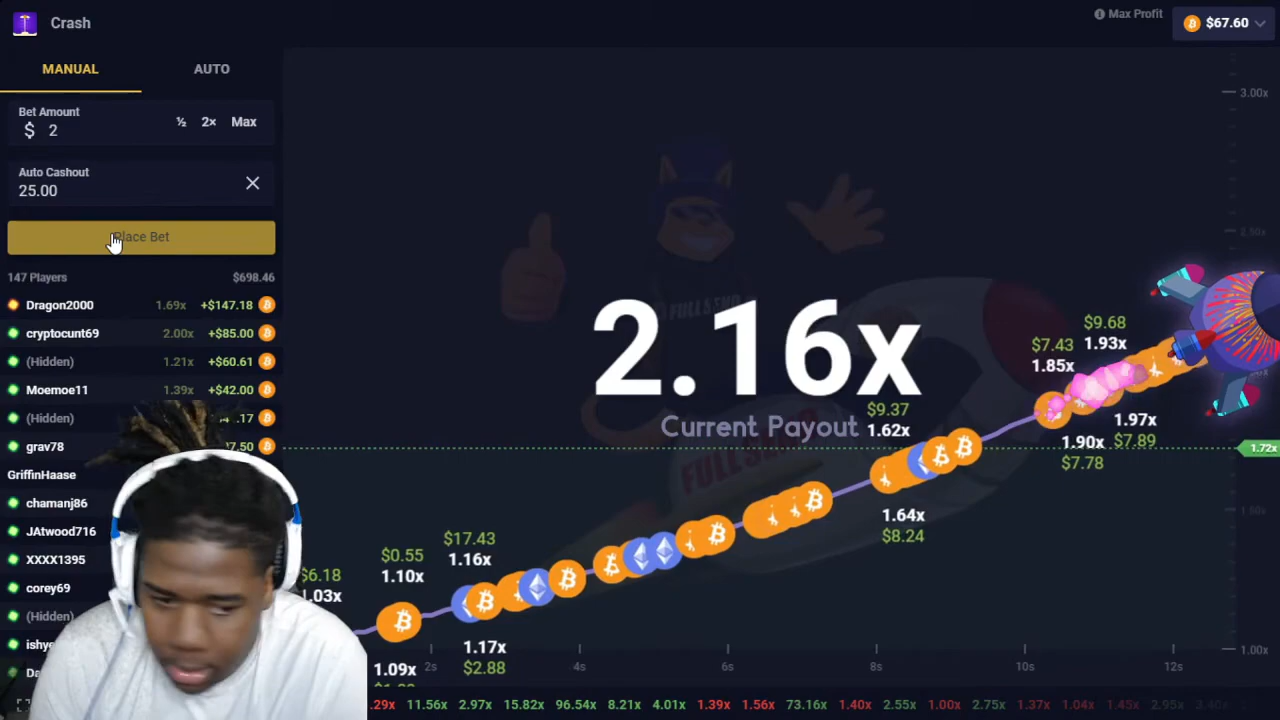 Crash
Max Profit
$67.60
MANUAL
AUTO
Bet Amount
$ 2
½ 2× Max
Auto Cashout
25.00
Place Bet
147 Players $698.46
Dragon2000 1.69x +$147.18
cryptocunt69 2.00x +$85.00
(Hidden) 1.21x +$60.61
Moemoe11 1.39x +$42.00
(Hidden)
grav78
GriffinHaase
chamanj86
JAtwood716
XXXX1395
corey69
(Hidden)
3.00x
2.16x
Current Payout
FULLSEND
$9.68
1.93x
$7.43
1.85x
1.97x
$7.89
1.90x
$7.78
1.72x
$9.37
1.62x
1.64x
$8.24
$17.43
1.16x
$0.55
1.10x
$6.18
1.17x
$2.88
1.09x
1.00x
2s 4s 6s 8s 10s 12s
11.56x 2.97x 15.82x 96.54x 8.21x 4.01x 1.39x 1.56x 73.16x 1.40x 2.55x 1.00x 2.75x 1.37x 1.04x 1.45x 2.95x